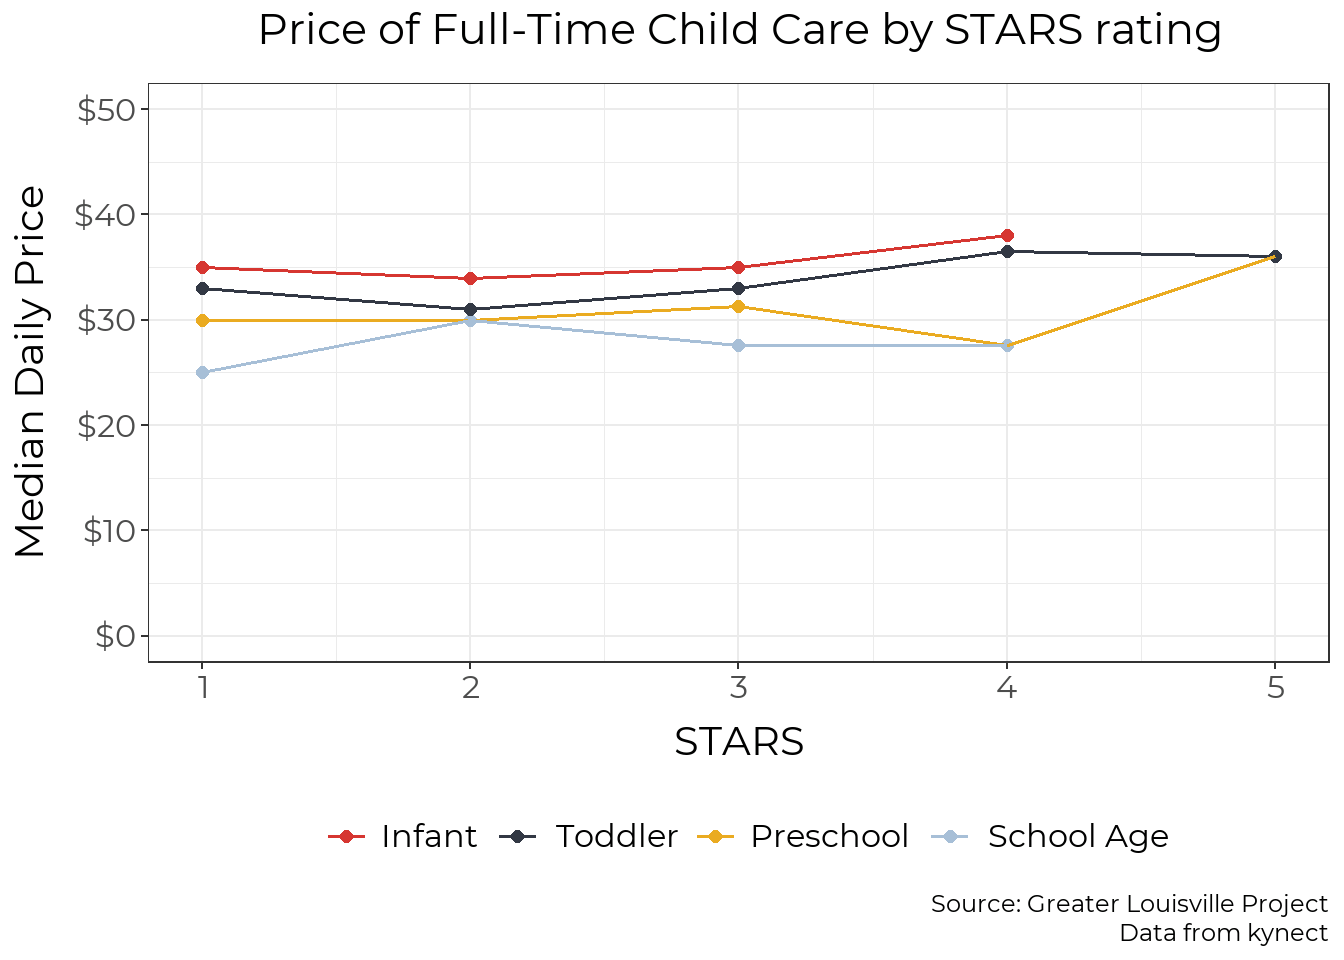 Price of Full-Time Child Care by STARS rating
Median Daily Price
$50
$40
$30
$20
$10
$0
1 2 3 4 5
STARS
Infant Toddler Preschool School Age
Source: Greater Louisville Project
Data from kynect